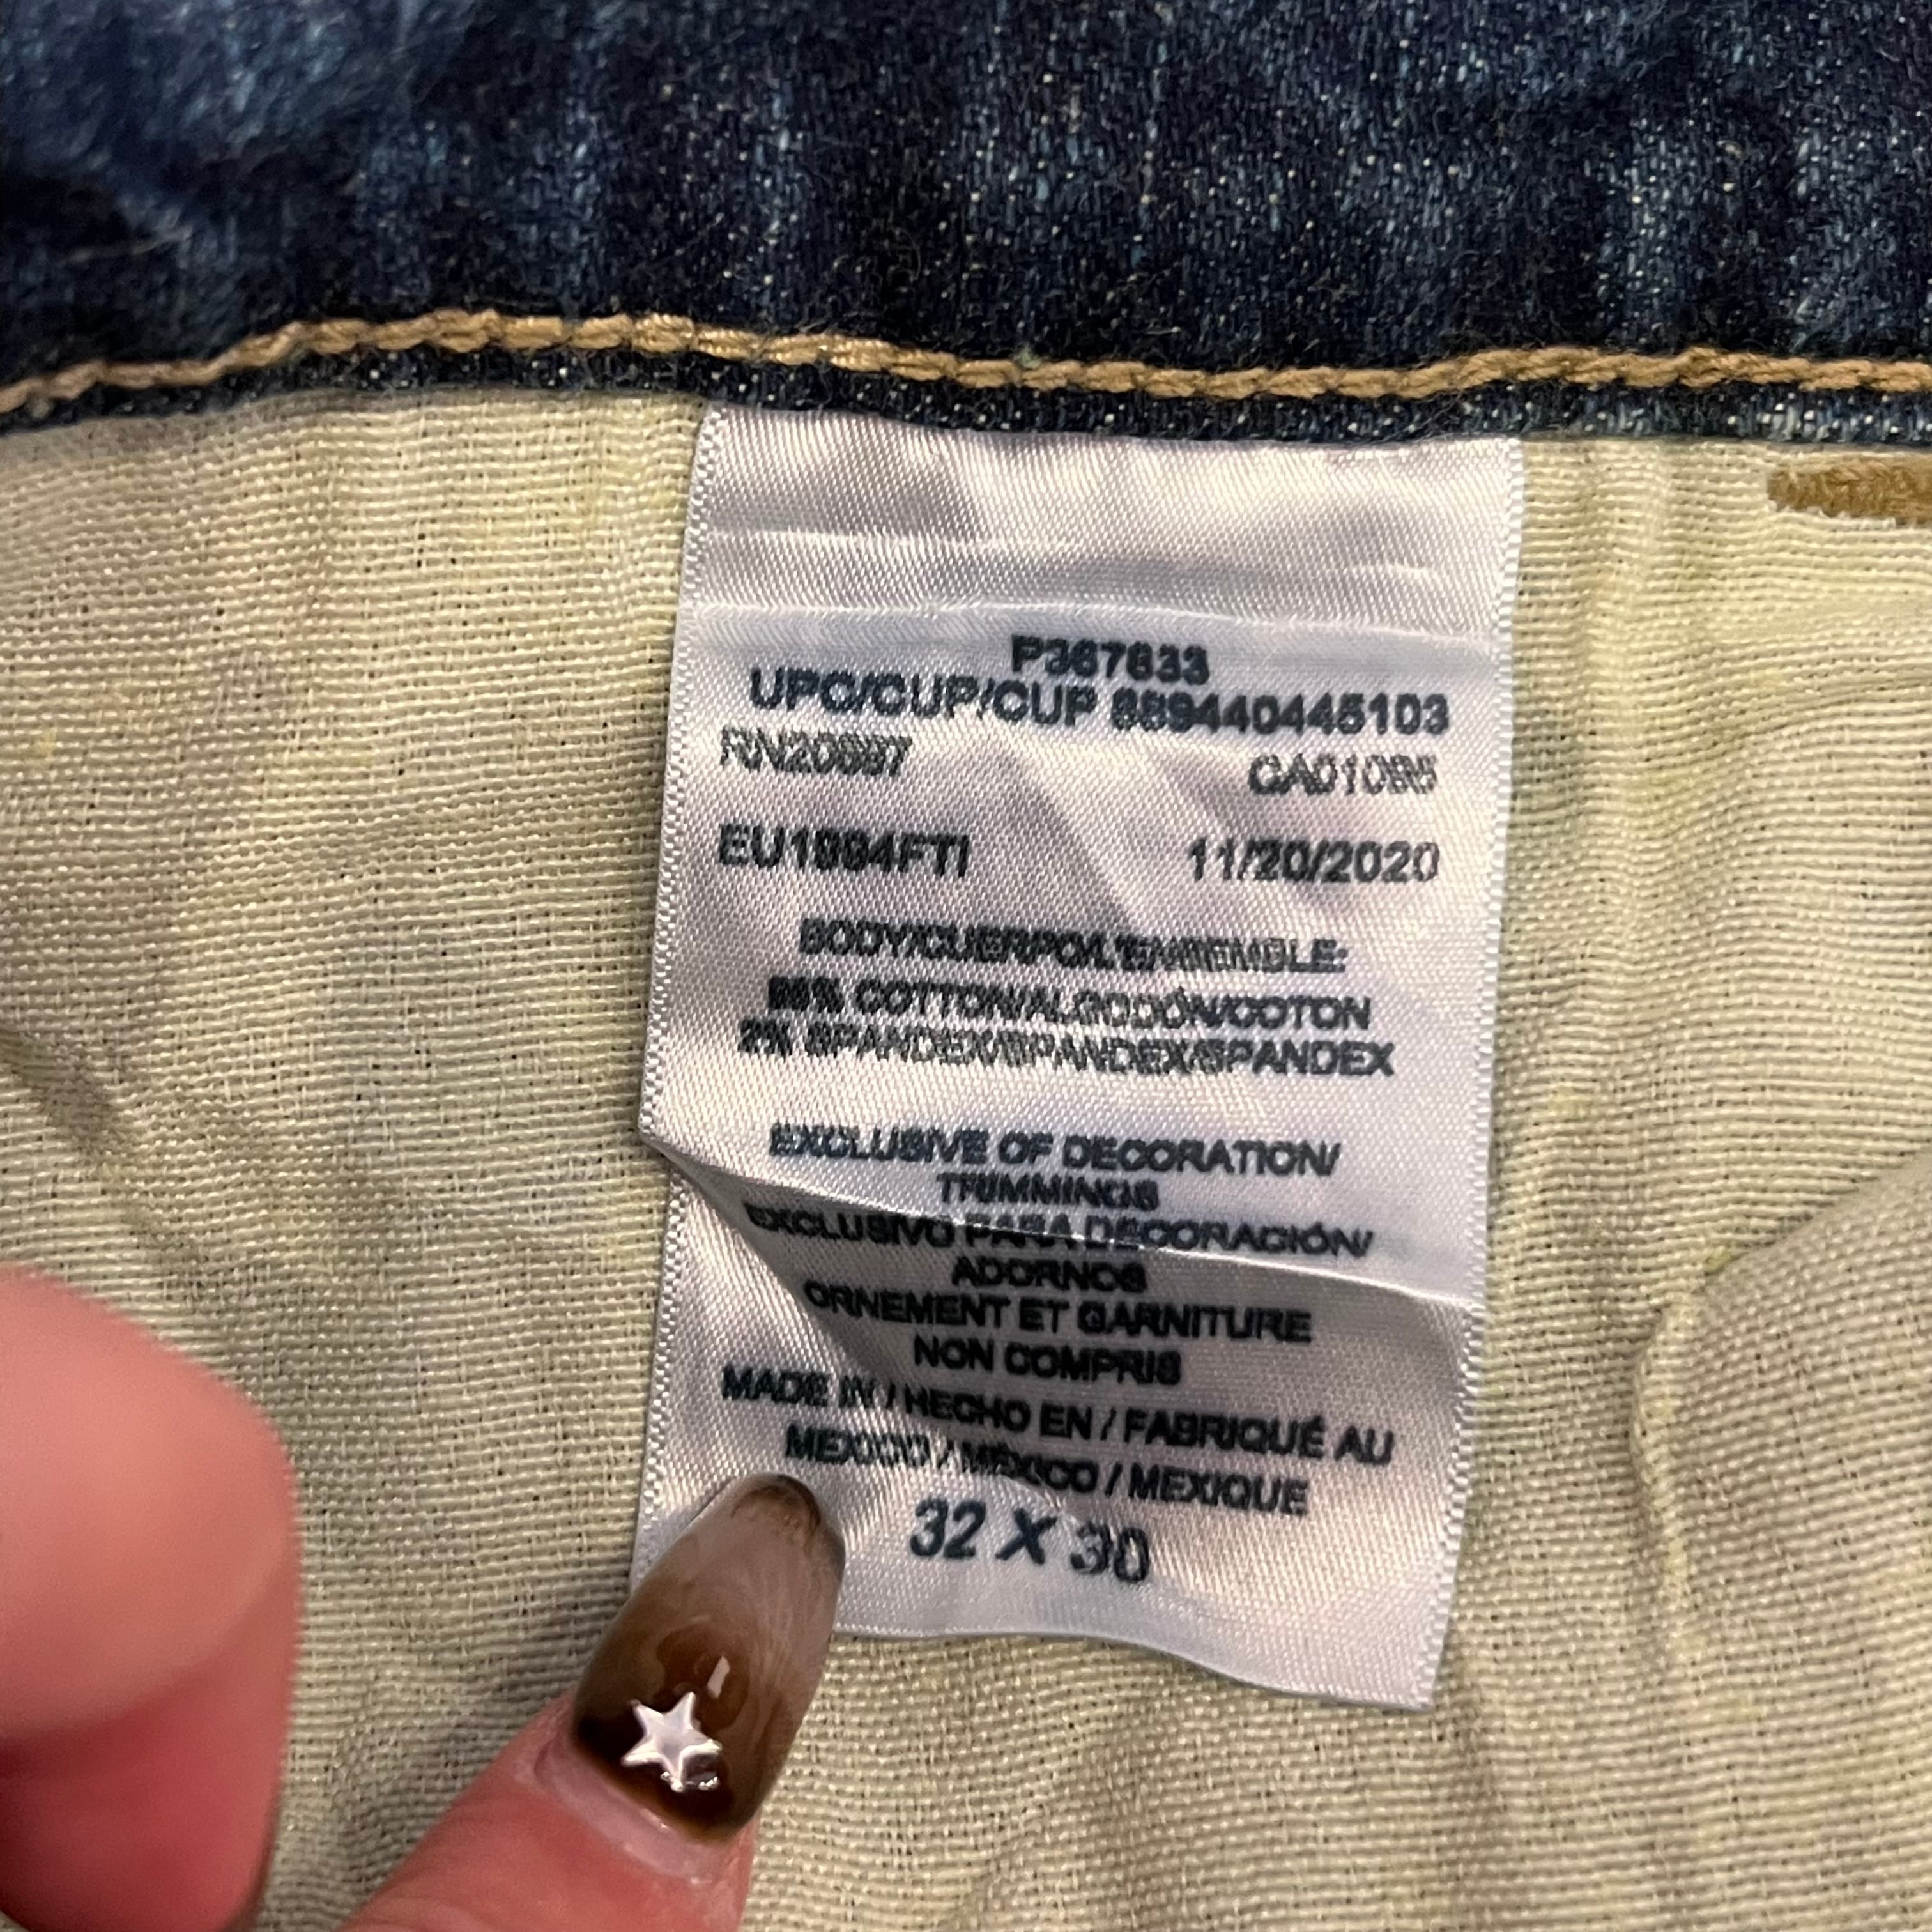 P367633
UPC/CUP/CUP 889440445103
RN20697 CA01095
EU1994FTI 11/20/2020
BODY/CUERPO/L'ENSEMBLE:
98% COTTON/ALGODÓN/COTON
2% SPANDEX/SPANDEX/SPANDEX
EXCLUSIVE OF DECORATION/
TRIMMINGS
EXCLUSIVO PARA DECORACIÓN/
ADORNOS
ORNEMENT ET GARNITURE
NON COMPRIS
MADE IN / HECHO EN / FABRIQUÉ AU
MEXICO / MÉXICO / MEXIQUE
32 X 30